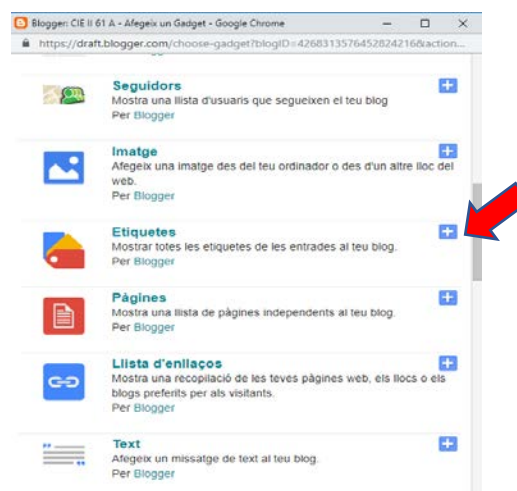 Blogger: CIE II 61 A - Afegeix un Gadget - Google Chrome
https://draft.blogger.com/choose-gadget?blogID=4268313576452824216&action...
Seguidors
Mostra una llista d'usuaris que segueixen el teu blog
Per Blogger
Imatge
Afegeix una imatge des del teu ordinador o des d'un altre lloc del
web.
Per Blogger
Etiquetes
Mostrar totes les etiquetes de les entrades al teu blog.
Per Blogger
Pàgines
Mostra una llista de pàgines independents al teu blog.
Per Blogger
Llista d'enllaços
Mostra una recopilació de les teves pàgines web, els llocs o els
blogs preferits per als visitants.
Per Blogger
Text
Afegeix un missatge de text al teu blog.
Per Blogger